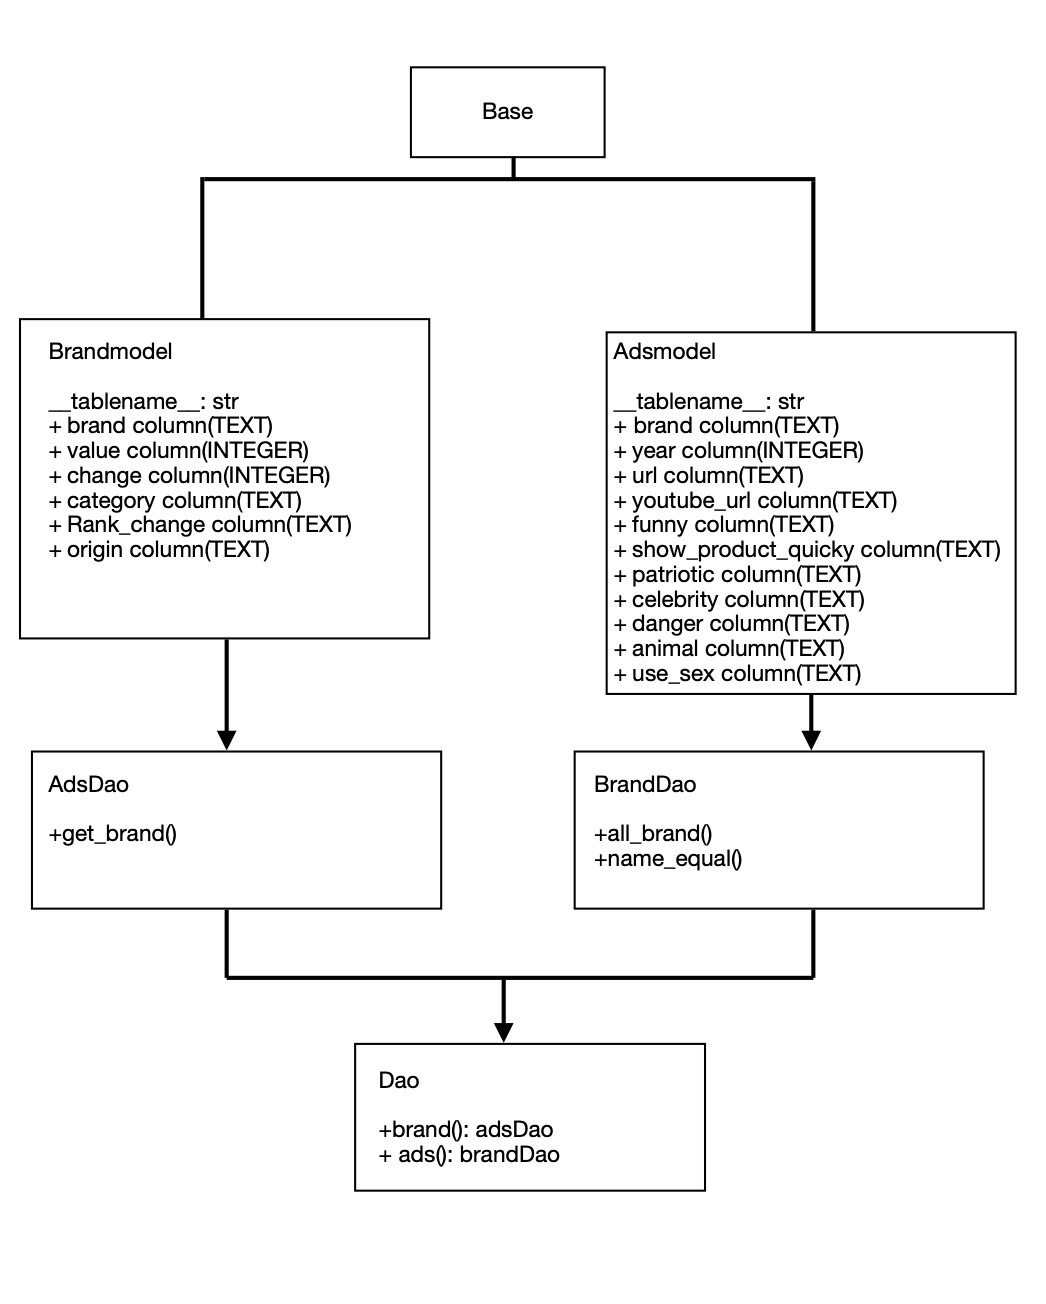 Base
Brandmodel
__tablename__: str
+ brand column(TEXT)
+ value column(INTEGER)
+ change column(INTEGER)
+ category column(TEXT)
+ Rank_change column(TEXT)
+ origin column(TEXT)
Adsmodel
__tablename__: str
+ brand column(TEXT)
+ year column(INTEGER)
+ url column(TEXT)
+ youtube_url column(TEXT)
+ funny column(TEXT)
+ show_product_quicky column(TEXT)
+ patriotic column(TEXT)
+ celebrity column(TEXT)
+ danger column(TEXT)
+ animal column(TEXT)
+ use_sex column(TEXT)
AdsDao
+get_brand()
BrandDao
+all_brand()
+name_equal()
Dao
+brand(): adsDao
+ ads(): brandDao